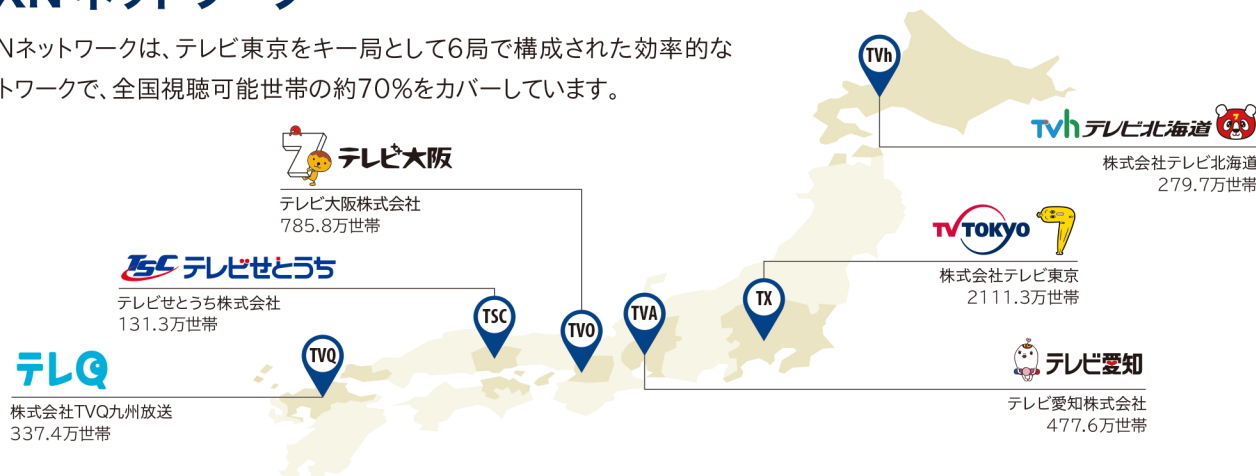 XNネットワーク
Nネットワークは、テレビ東京をキー局として6局で構成された効率的な
トワークで、全国視聴可能世帯の約70%をカバーしています。
TVh
TVh テレビ北海道
株式会社テレビ北海道
279.7万世帯
7 テレビ大阪
テレビ大阪株式会社
785.8万世帯
TV TOKYO 7
株式会社テレビ東京
2111.3万世帯
TSC テレビせとうち
テレビせとうち株式会社
131.3万世帯
TX
TSC
TVA
TVO
TVQ
テレQ
株式会社TVQ九州放送
337.4万世帯
テレビ愛知
テレビ愛知株式会社
477.6万世帯